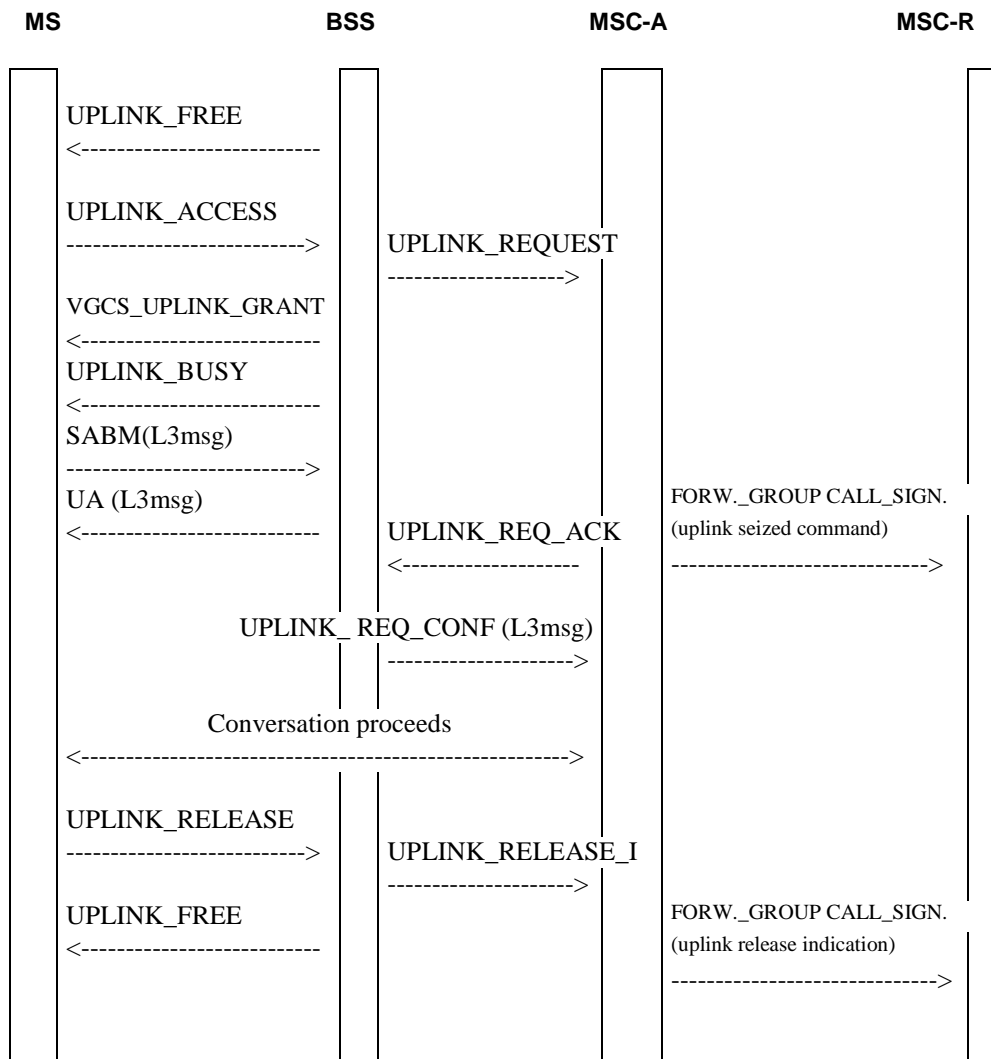 MS BSS MSC-A MSC-R
UPLINK_FREE
<---------------------------
UPLINK_ACCESS
---------------------------> UPLINK_REQUEST
-------------------->
VGCS_UPLINK_GRANT
<---------------------------
UPLINK_BUSY
<---------------------------
SABM(L3msg)
--------------------------->
UA (L3msg) FORW._GROUP CALL_SIGN.
<--------------------------- UPLINK_REQ_ACK (uplink seized command)
<-------------------- ----------------------------->
UPLINK_ REQ_CONF (L3msg)
--------------------->
Conversation proceeds
<------------------------------------------------------->
UPLINK_RELEASE
---------------------------> UPLINK_RELEASE_I
--------------------->
UPLINK_FREE FORW._GROUP CALL_SIGN.
<--------------------------- (uplink release indication)
------------------------------>